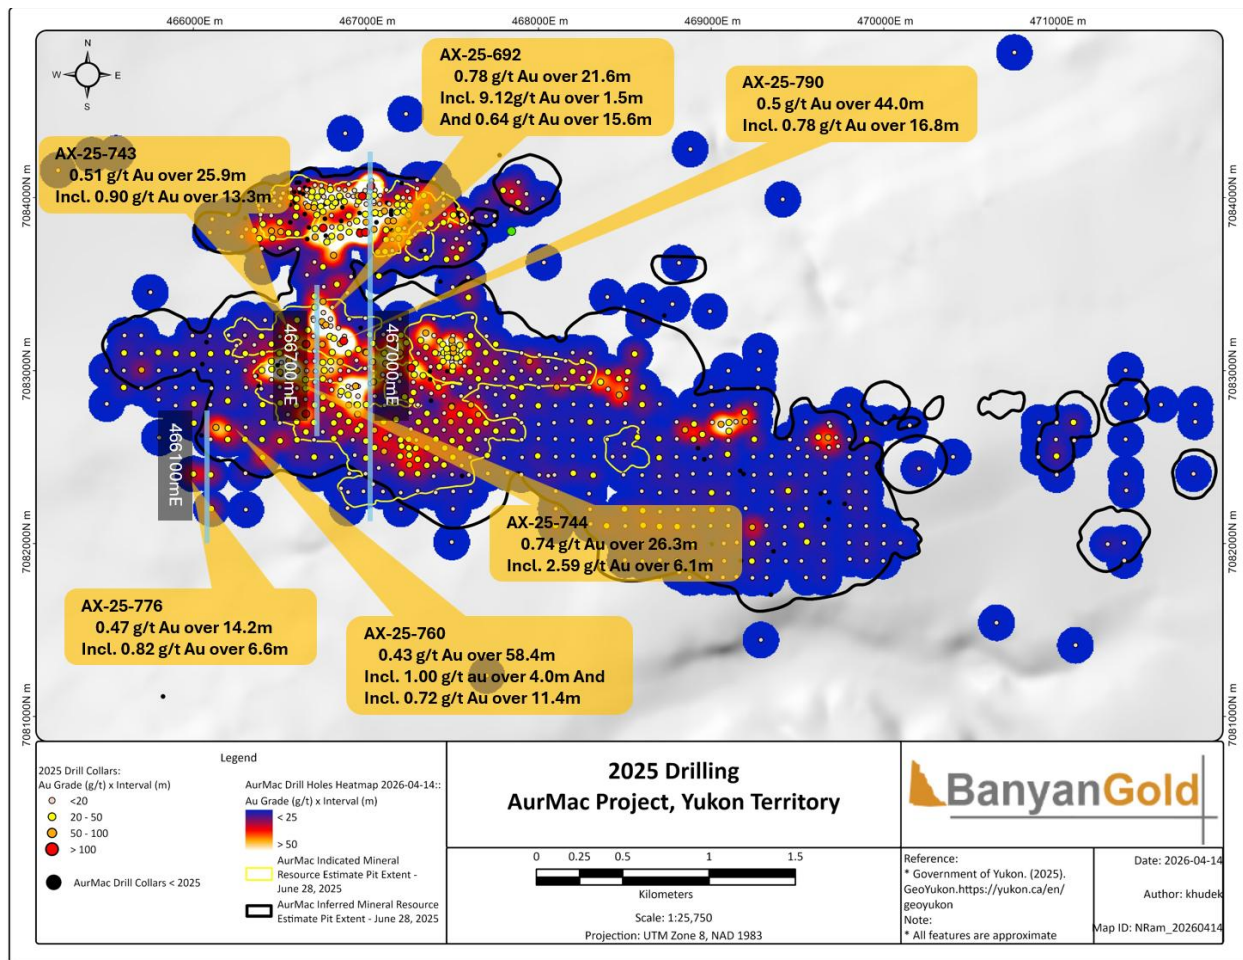 466000E m
467000E m
468000E m
469000E m
470000E m
471000E m
N
W
E
S
AX-25-692
0.78 g/t Au over 21.6m
Incl. 9.12g/t Au over 1.5m
And 0.64 g/t Au over 15.6m
AX-25-790
0.5 g/t Au over 44.0m
Incl. 0.78 g/t Au over 16.8m
AX-25-743
0.51 g/t Au over 25.9m
Incl. 0.90 g/t Au over 13.3m
7084000N m
7084000N m
466700mE
467000mE
7083000N m
7083000N m
466100mE
AX-25-744
0.74 g/t Au over 26.3m
Incl. 2.59 g/t Au over 6.1m
7082000N m
7082000N m
AX-25-776
0.47 g/t Au over 14.2m
Incl. 0.82 g/t Au over 6.6m
AX-25-760
0.43 g/t Au over 58.4m
Incl. 1.00 g/t au over 4.0m And
Incl. 0.72 g/t Au over 11.4m
7081000N m
7081000N m
Legend
2025 Drill Collars:
Au Grade (g/t) x Interval (m)
<20
20 - 50
50 - 100
> 100
AurMac Drill Collars < 2025
AurMac Drill Holes Heatmap 2026-04-14::
Au Grade (g/t) x Interval (m)
< 25
> 50
AurMac Indicated Mineral
Resource Estimate Pit Extent -
June 28, 2025
AurMac Inferred Mineral Resource
Estimate Pit Extent - June 28, 2025
2025 Drilling
AurMac Project, Yukon Territory
0 0.25 0.5 1 1.5
Kilometers
Scale: 1:25,750
Projection: UTM Zone 8, NAD 1983
BanyanGold
Reference:
* Government of Yukon. (2025).
GeoYukon.https://yukon.ca/en/
geoyukon
Note:
* All features are approximate
Date: 2026-04-14
Author: khudek
Map ID: NRam_20260414